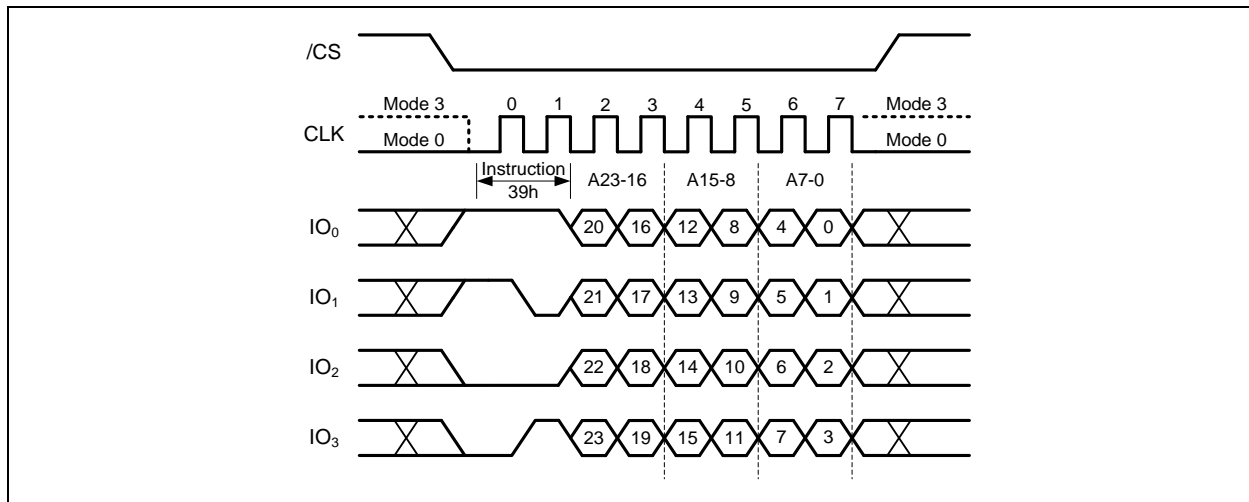 /CS
Mode 3 0 1 2 3 4 5 6 7 Mode 3
CLK
Mode 0 Mode 0
Instruction A23-16 A15-8 A7-0
39h
IO0 20 16 12 8 4 0
IO1 21 17 13 9 5 1
IO2 22 18 14 10 6 2
IO3 23 19 15 11 7 3